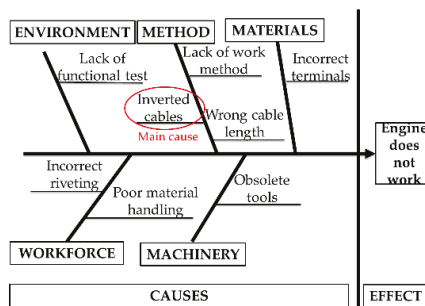 ENVIRONMENT
METHOD
MATERIALS
Lack of
functional test
Lack of work
method
Incorrect
terminals
Inverted
cables
Main cause
Wrong cable
length
Engine
does
not
work
Incorrect
riveting
Poor material
handling
Obsolete
tools
WORKFORCE
MACHINERY
CAUSES
EFFECT